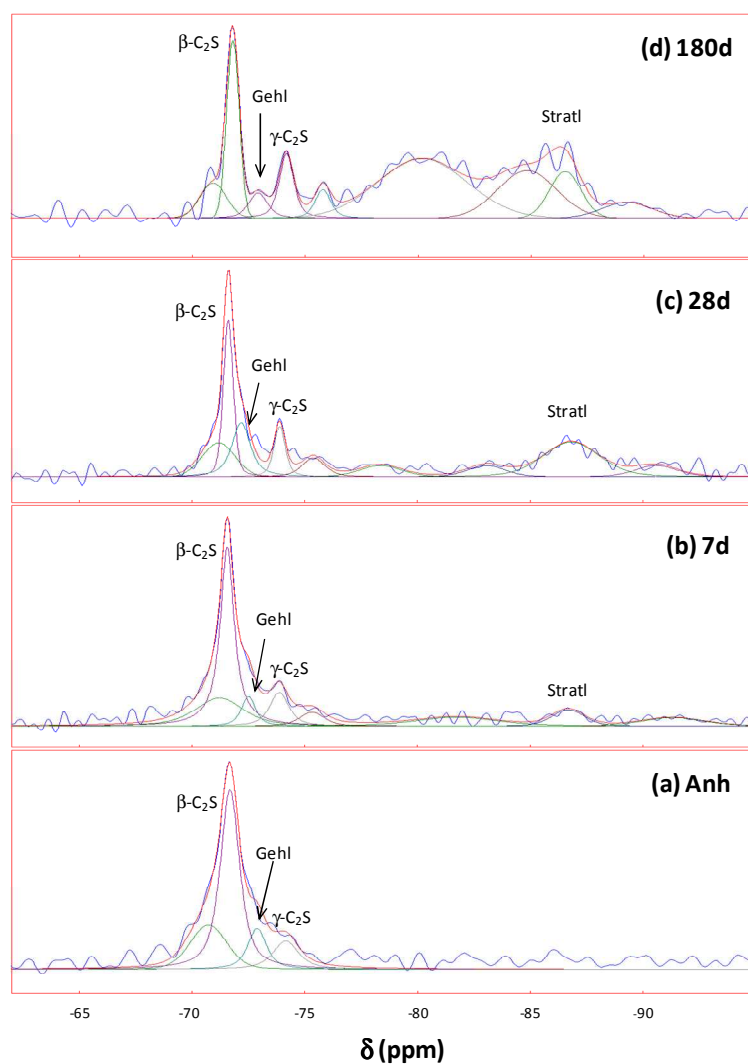 (d) 180d
β-C₂S
Gehl
γ-C₂S
Stratl
(c) 28d
β-C₂S
Gehl
γ-C₂S
Stratl
(b) 7d
β-C₂S
Gehl
γ-C₂S
Stratl
(a) Anh
β-C₂S
Gehl
γ-C₂S
-65 -70 -75 -80 -85 -90
δ (ppm)